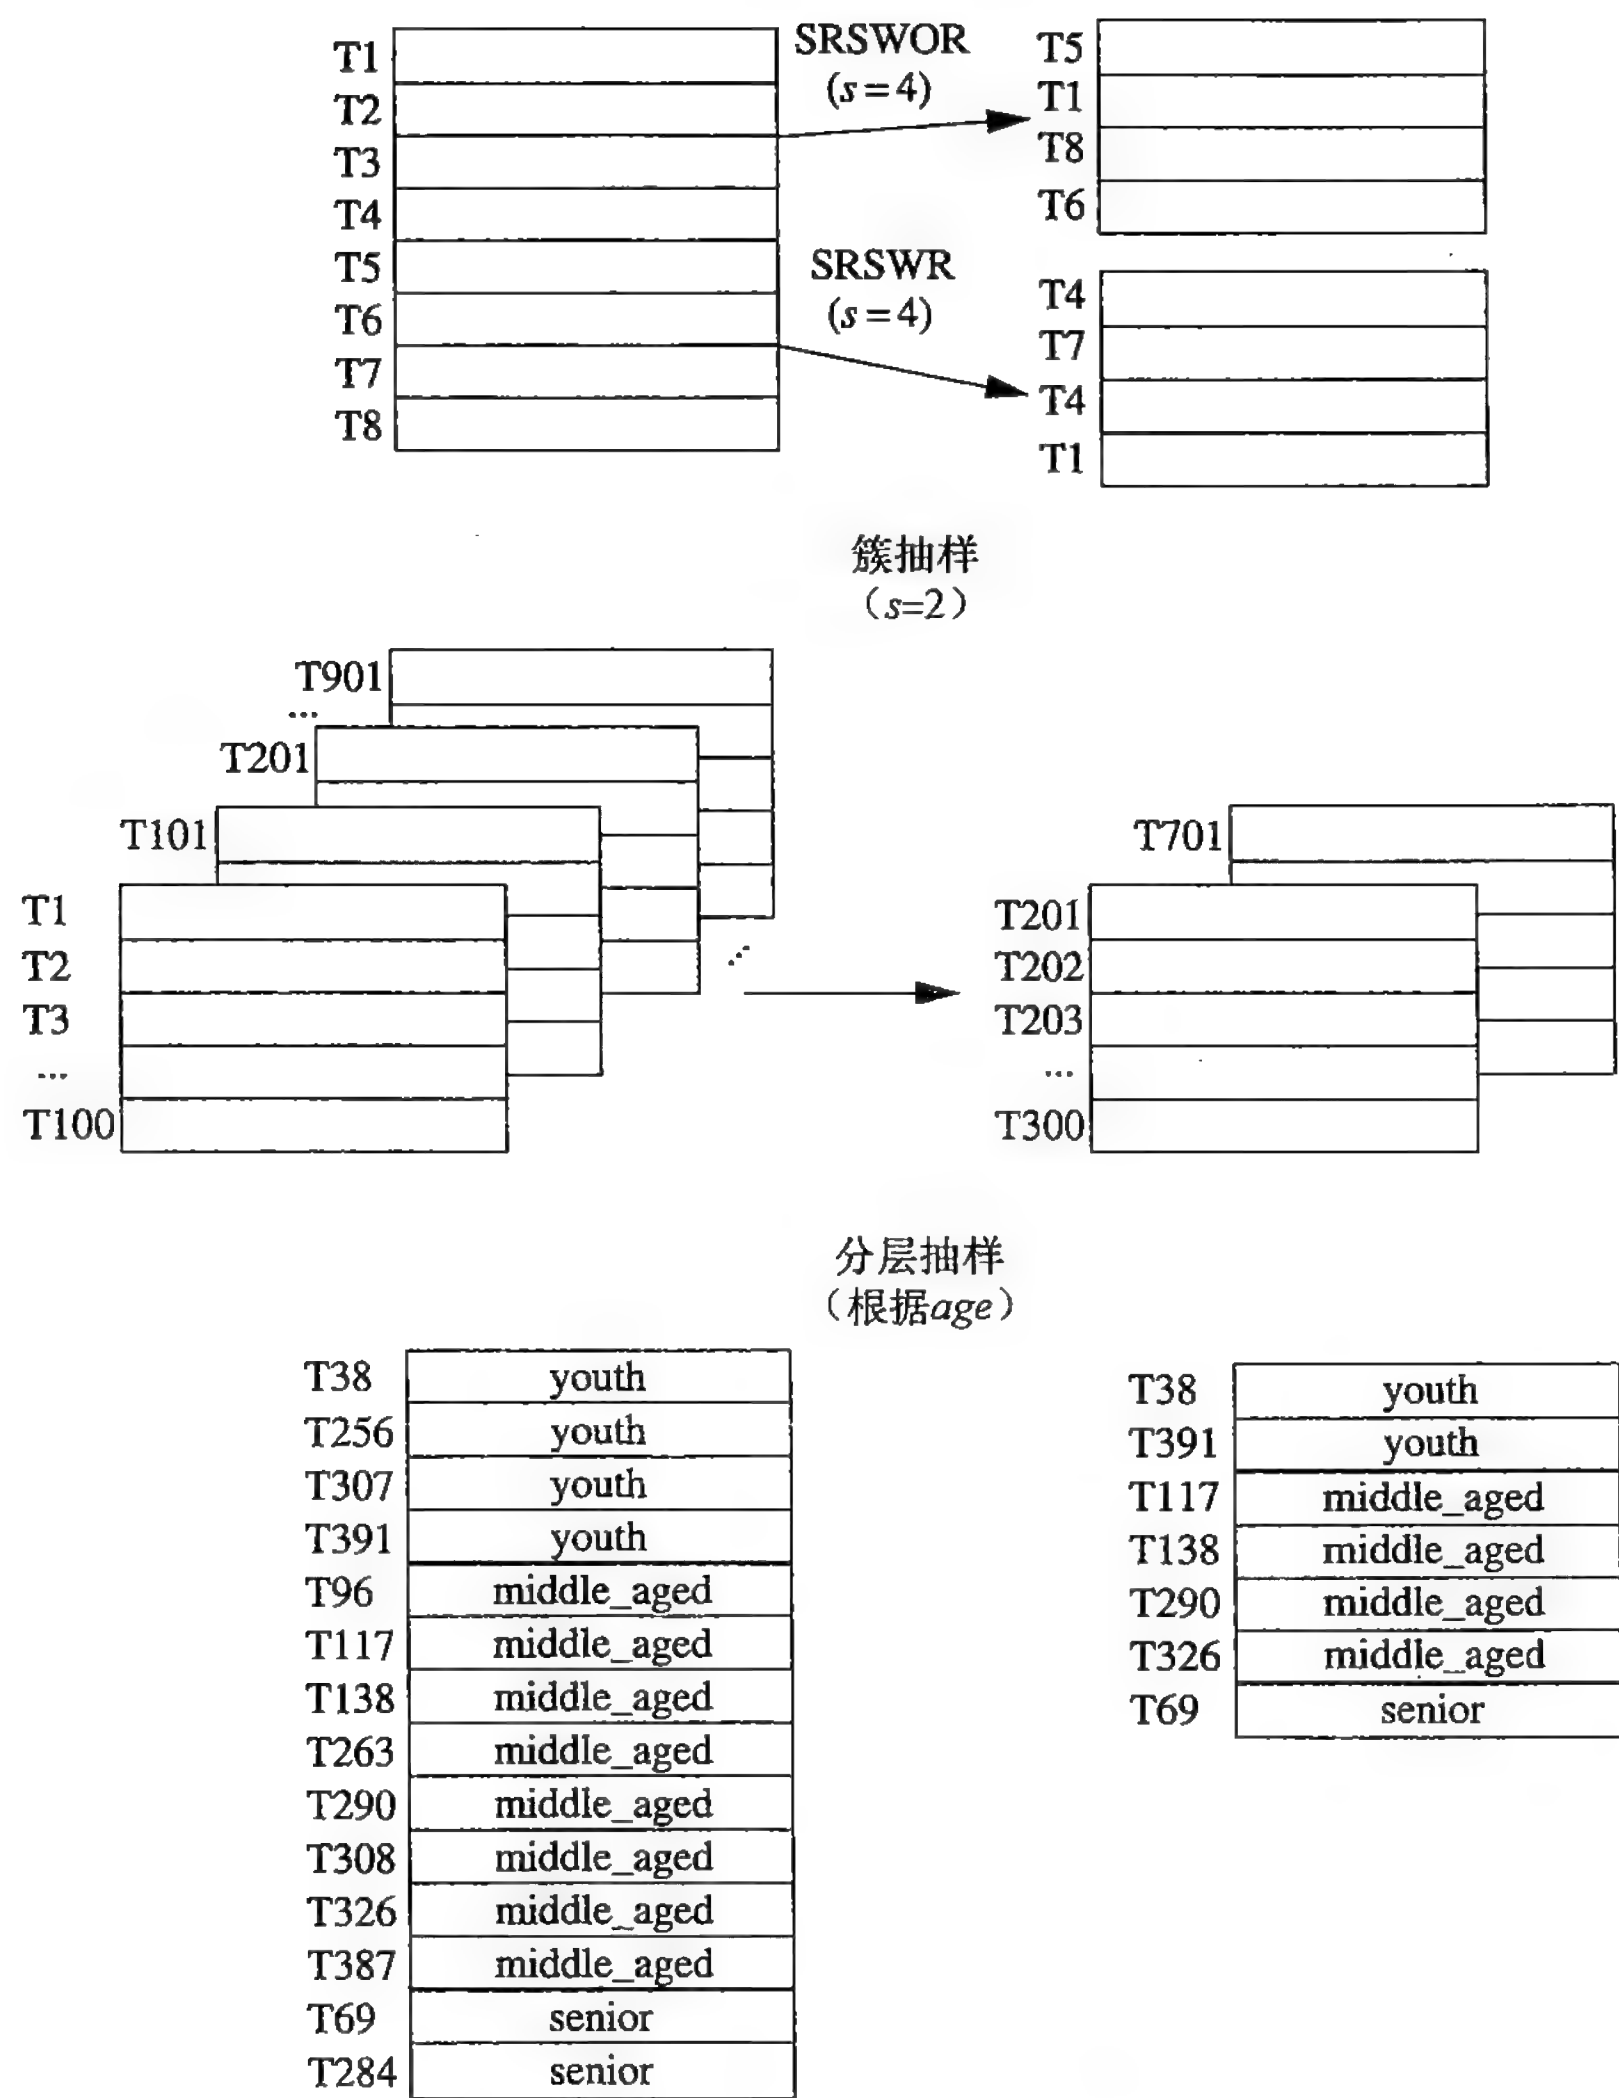 T1
T2
T3
T4
T5
T6
T7
T8
SRSWOR
(s = 4)
SRSWR
(s = 4)
T5
T1
T8
T6
T4
T7
T4
T1
簇抽样
（s=2）
T901
...
T201
T101
T1
T2
T3
...
T100
...
T701
T201
T202
T203
...
T300
分层抽样
（根据age）
T38 youth
T256 youth
T307 youth
T391 youth
T96 middle_aged
T117 middle_aged
T138 middle_aged
T263 middle_aged
T290 middle_aged
T308 middle_aged
T326 middle_aged
T387 middle_aged
T69 senior
T284 senior
T38 youth
T391 youth
T117 middle_aged
T138 middle_aged
T290 middle_aged
T326 middle_aged
T69 senior